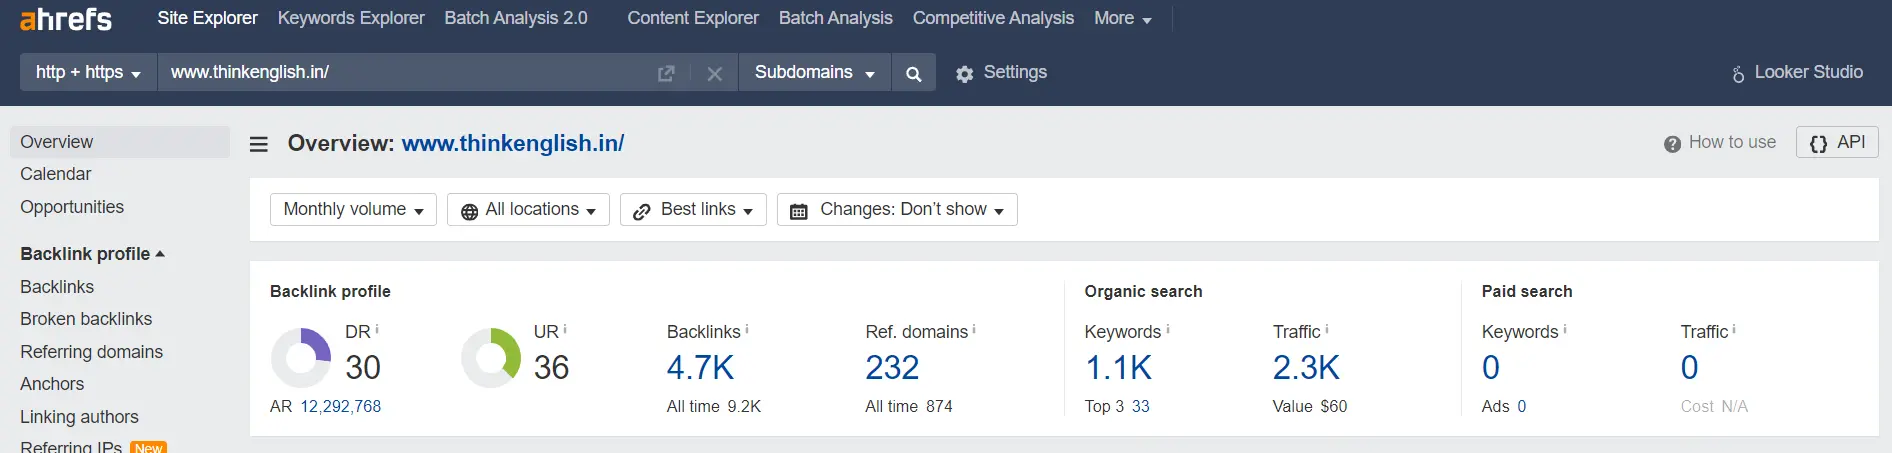 ahrefs Site Explorer Keywords Explorer Batch Analysis 2.0 Content Explorer Batch Analysis Competitive Analysis More
http + https www.thinkenglish.in/ Subdomains Settings Looker Studio
Overview
Calendar
Opportunities
Backlink profile
Backlinks
Broken backlinks
Referring domains
Anchors
Linking authors
Referring IPs New
Overview: www.thinkenglish.in/ How to use API
Monthly volume All locations Best links Changes: Don't show
Backlink profile
DR i
30
AR 12,292,768
UR i
36
Backlinks i
4.7K
All time 9.2K
Ref. domains i
232
All time 874
Organic search
Keywords i
1.1K
Top 3 33
Traffic i
2.3K
Value $60
Paid search
Keywords i
0
Ads 0
Traffic i
0
Cost N/A